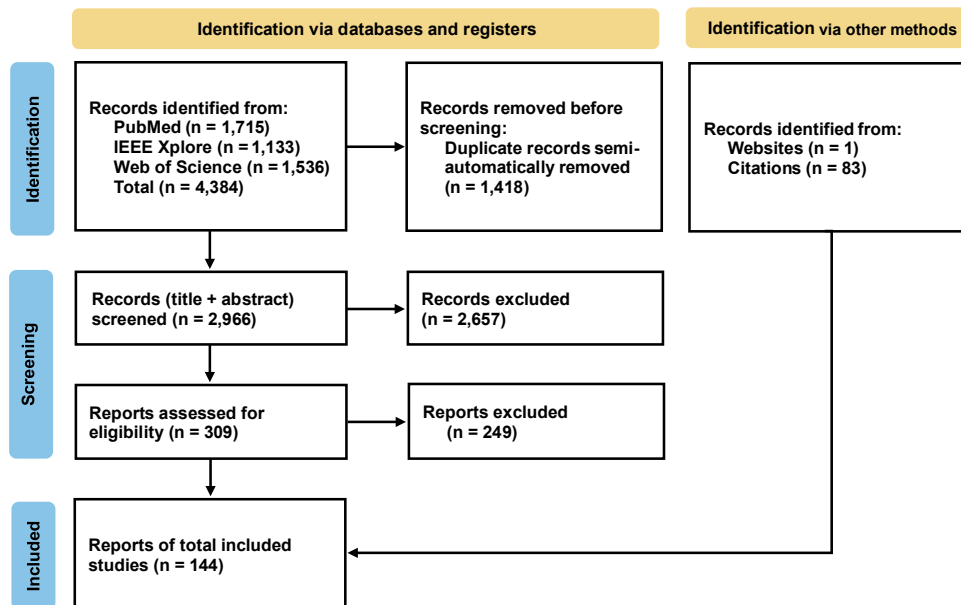 Identification via databases and registers
Identification via other methods
Identification
Records identified from:
PubMed (n = 1,715)
IEEE Xplore (n = 1,133)
Web of Science (n = 1,536)
Total (n = 4,384)
Records removed before
screening:
Duplicate records semi-
automatically removed
(n = 1,418)
Records identified from:
Websites (n = 1)
Citations (n = 83)
Screening
Records (title + abstract)
screened (n = 2,966)
Records excluded
(n = 2,657)
Reports assessed for
eligibility (n = 309)
Reports excluded
(n = 249)
Included
Reports of total included
studies (n = 144)